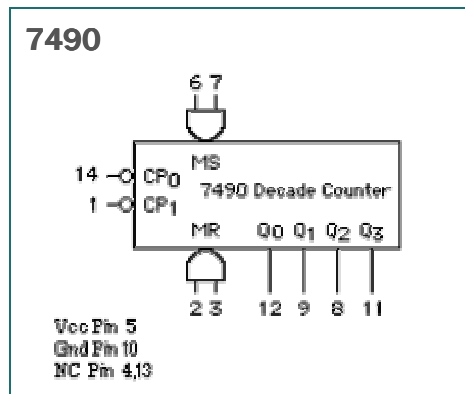 7490
6 7
MS
14 CP0
7490 Decade Counter
1 CP1
MR Q0 Q1 Q2 Q3
2 3 12 9 8 11
Vcc Pin 5
Gnd Pin 10
NC Pin 4,13